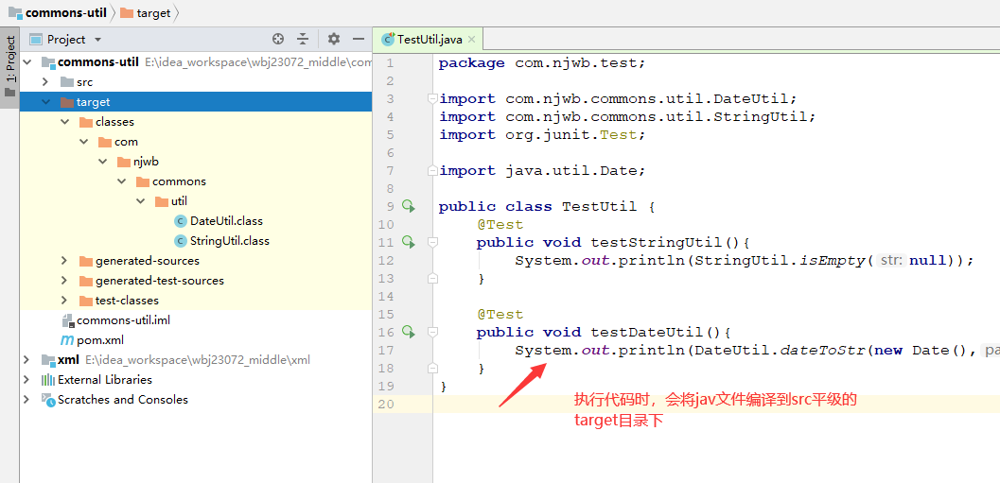 commons-util target
1: Project
Project
commons-util E:\idea_workspace\wbj23072_middle\com
src
target
classes
com
njwb
commons
util
DateUtil.class
StringUtil.class
generated-sources
generated-test-sources
test-classes
commons-util.iml
pom.xml
xml E:\idea_workspace\wbj23072_middle\xml
External Libraries
Scratches and Consoles
TestUtil.java
1 package com.njwb.test;
2
3 import com.njwb.commons.util.DateUtil;
4 import com.njwb.commons.util.StringUtil;
5 import org.junit.Test;
6
7 import java.util.Date;
8
9 public class TestUtil {
10 @Test
11 public void testStringUtil(){
12 System.out.println(StringUtil.isEmpty( str: null));
13 }
14
15 @Test
16 public void testDateUtil(){
17 System.out.println(DateUtil.dateToStr(new Date(), pa
18 }
19 }
20
执行代码时，会将jav文件编译到src平级的
target目录下